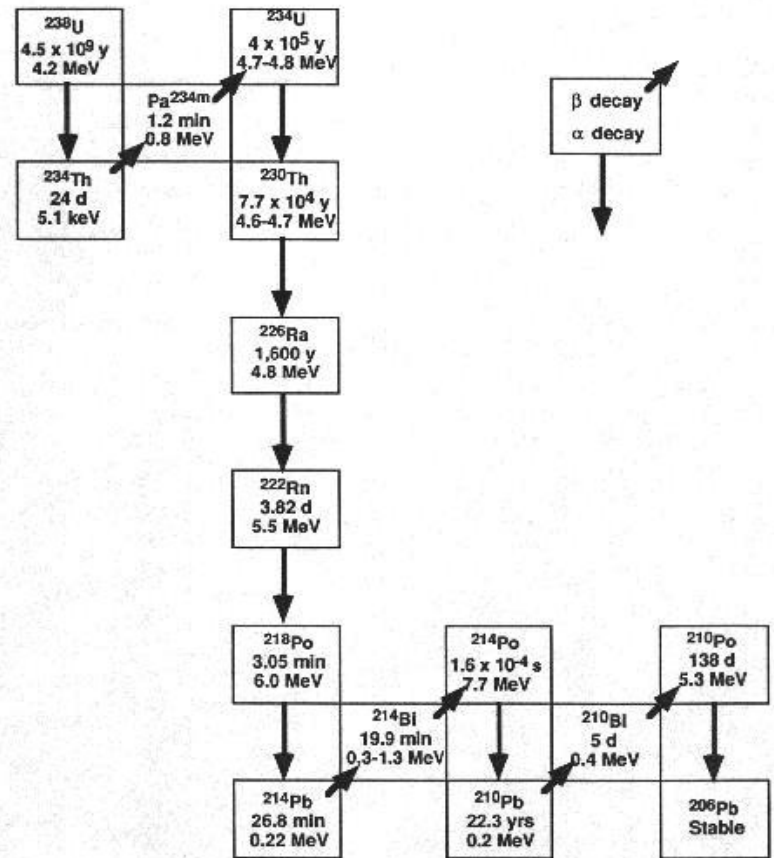 ²³⁸U
4.5 x 10⁹ y
4.2 MeV
²³⁴U
4 x 10⁵ y
4.7-4.8 MeV
Pa²³⁴ᵐ
1.2 min
0.8 MeV
β decay
α decay
²³⁴Th
24 d
5.1 keV
²³⁰Th
7.7 x 10⁴ y
4.6-4.7 MeV
²²⁶Ra
1,600 y
4.8 MeV
²²²Rn
3.82 d
5.5 MeV
²¹⁸Po
3.05 min
6.0 MeV
²¹⁴Po
1.6 x 10⁻⁴ s
7.7 MeV
²¹⁰Po
138 d
5.3 MeV
²¹⁴Bi
19.9 min
0.3-1.3 MeV
²¹⁰Bi
5 d
0.4 MeV
²¹⁴Pb
26.8 min
0.22 MeV
²¹⁰Pb
22.3 yrs
0.2 MeV
²⁰⁶Pb
Stable